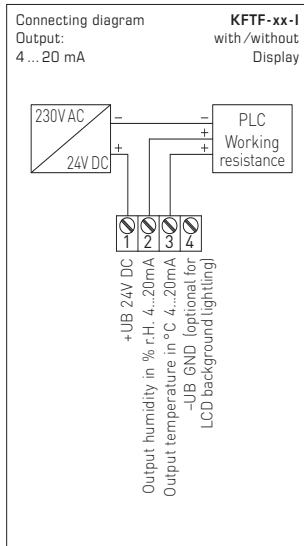 Connecting diagram
Output:
4 ... 20 mA
KFTF-xx-I
with/without
Display
230V AC
24V DC
–
+
–
+
+
PLC
Working
resistance
1
2
3
4
+UB 24V DC
Output humidity in % r.H. 4...20mA
Output temperature in °C 4...20mA
–UB GND (optional for
LCD background lightling)